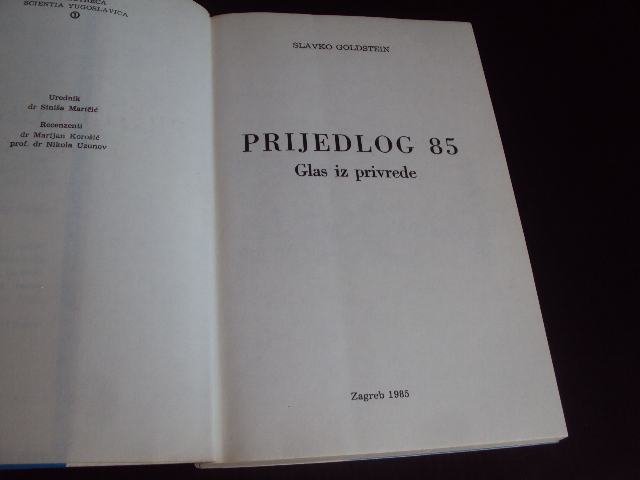 SCIENTIA YUGOSLAVICA
1
Urednik
dr Siniša Maričić
Recenzenti
dr Marijan Korošić
prof. dr Nikola Uzunov
SLAVKO GOLDSTEIN
PRIJEDLOG 85
Glas iz privrede
Zagreb 1985